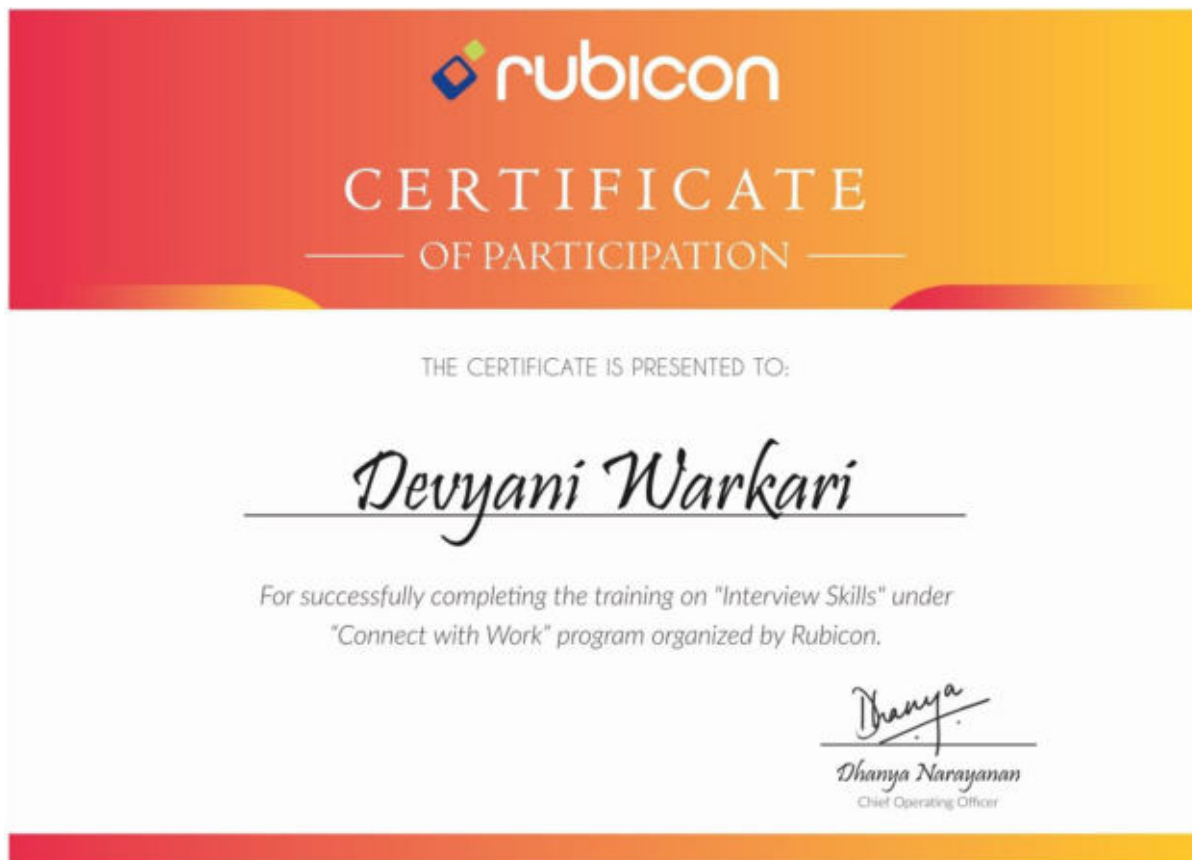 rubicon
CERTIFICATE
OF PARTICIPATION
THE CERTIFICATE IS PRESENTED TO:
Devyani Warkari
For successfully completing the training on "Interview Skills" under
"Connect with Work" program organized by Rubicon.
Dhanya
Dhanya Narayanan
Chief Operating Officer